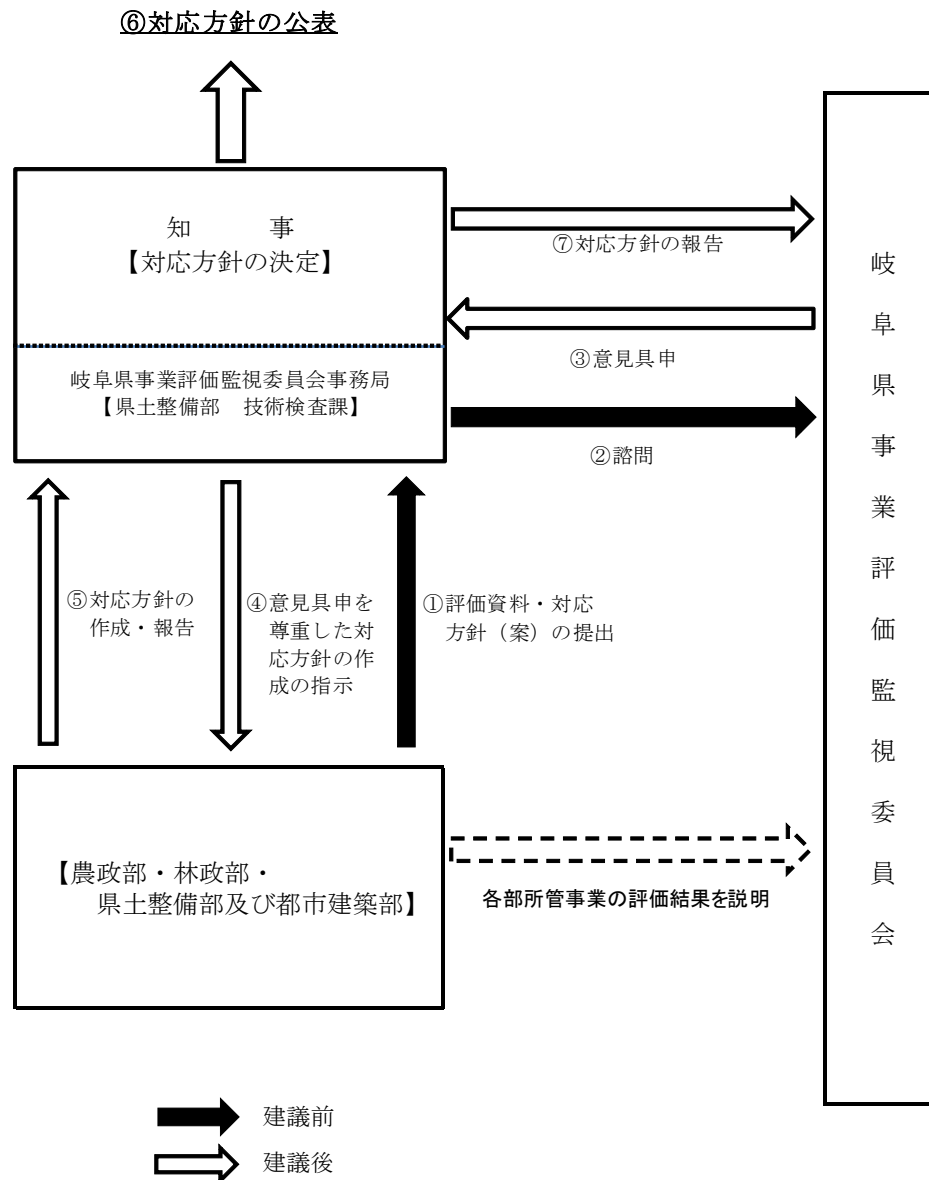 ⑥対応方針の公表
知　　事
【対応方針の決定】
岐阜県事業評価監視委員会事務局
【県土整備部　技術検査課】
⑦対応方針の報告
③意見具申
②諮問
岐阜県事業評価監視委員会
⑤対応方針の
作成・報告
④意見具申を
尊重した対
応方針の作
成の指示
①評価資料・対応
方針（案）の提出
【農政部・林政部・
県土整備部及び都市建築部】
各部所管事業の評価結果を説明
建議前
建議後